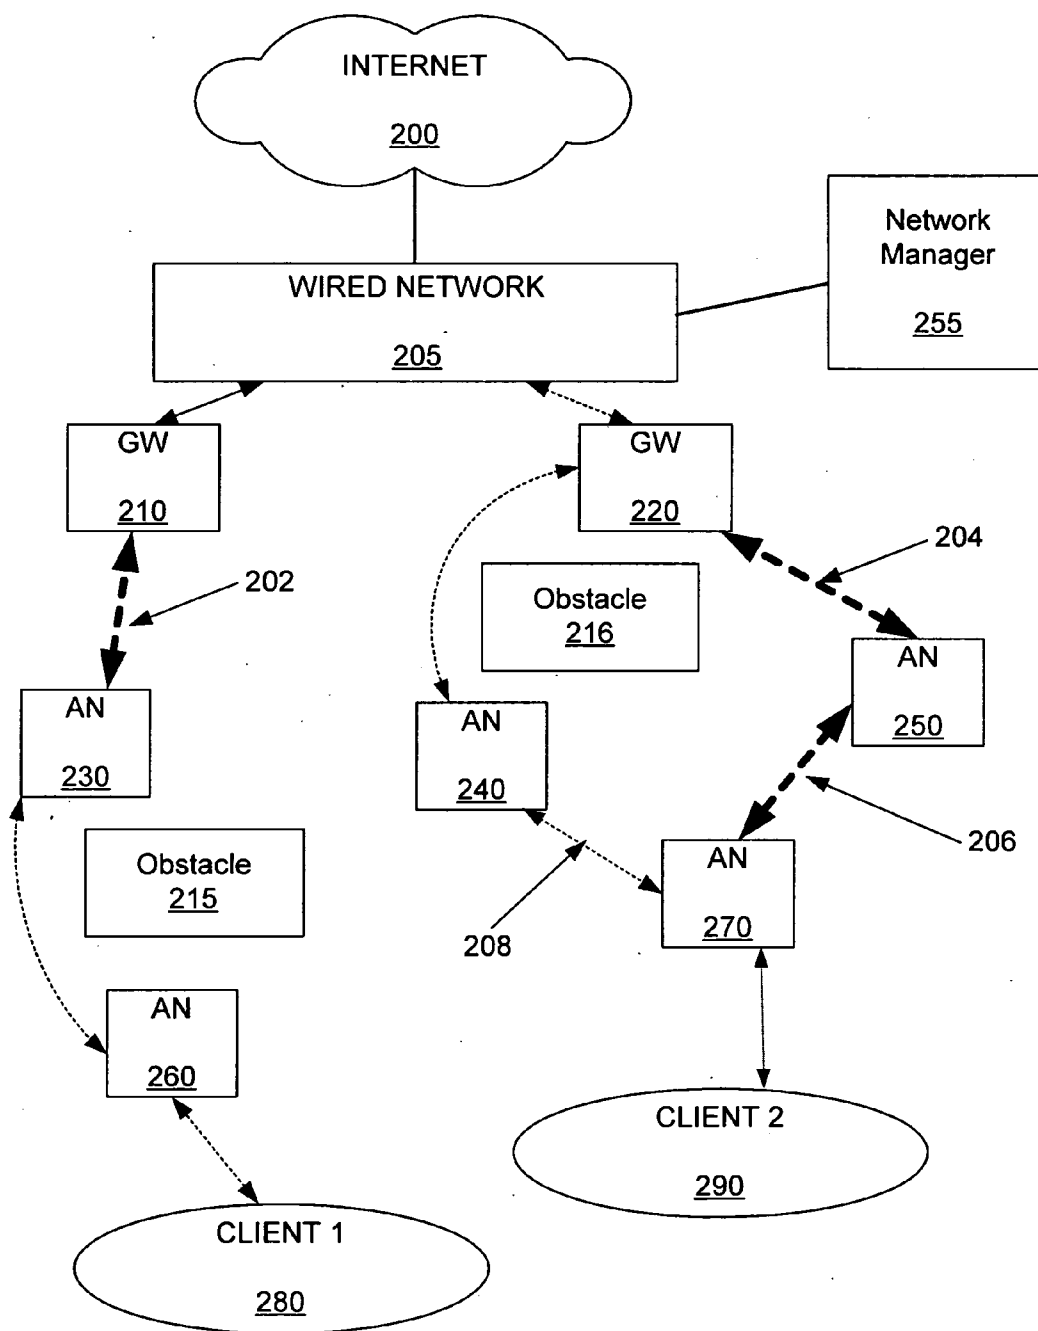 INTERNET
200
Network
Manager
255
WIRED NETWORK
205
GW
210
GW
220
204
202
Obstacle
216
AN
230
AN
240
AN
250
206
Obstacle
215
AN
270
208
AN
260
CLIENT 2
290
CLIENT 1
280